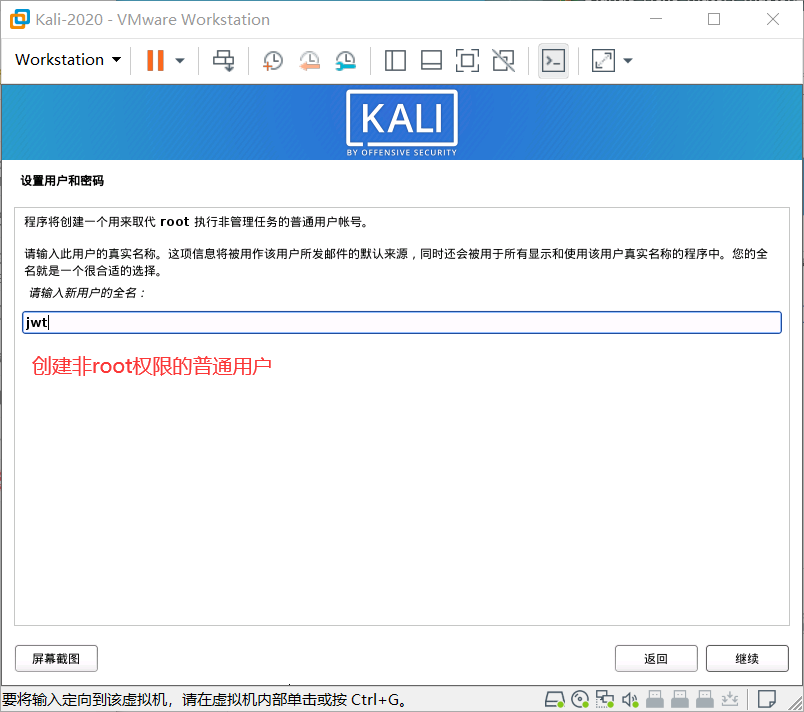 Kali-2020 - VMware Workstation
Workstation
KALI
BY OFFENSIVE SECURITY
设置用户和密码
程序将创建一个用来取代 root 执行非管理任务的普通用户帐号。
请输入此用户的真实名称。这项信息将被用作该用户所发邮件的默认来源，同时还会被用于所有显示和使用该用户真实名称的程序中。您的全
名就是一个很合适的选择。
请输入新用户的全名：
jwt
创建非root权限的普通用户
屏幕截图
返回
继续
要将输入定向到该虚拟机，请在虚拟机内部单击或按 Ctrl+G。